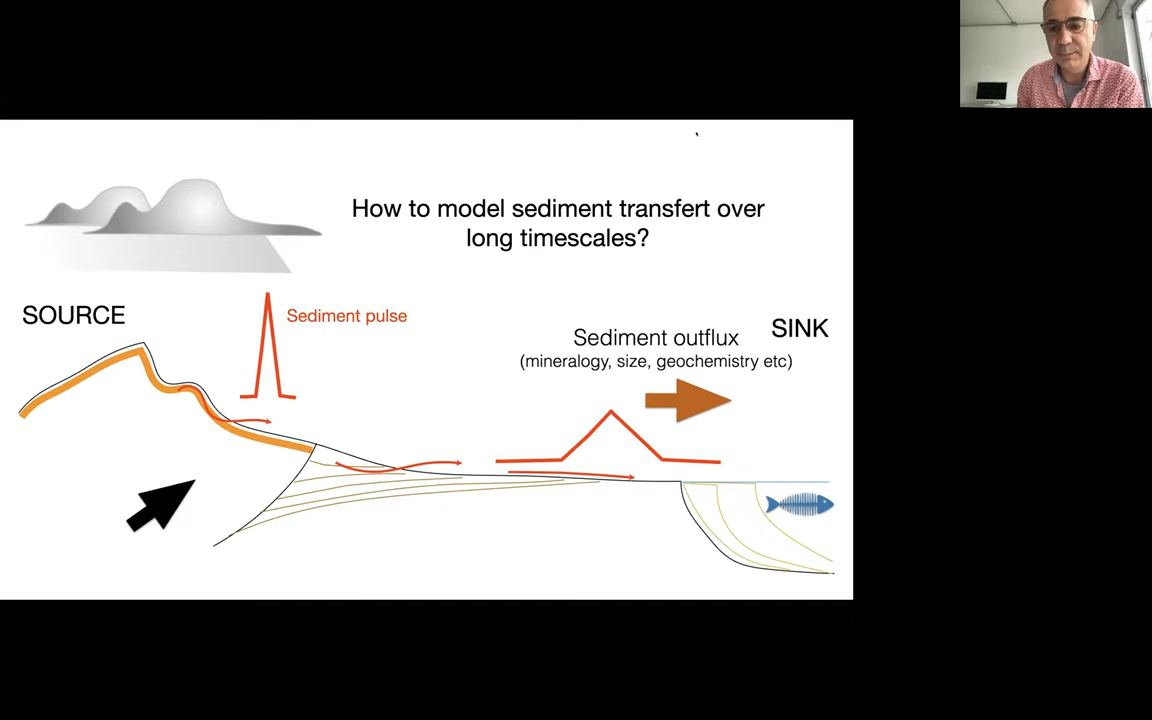 How to model sediment transfert over
long timescales?
SOURCE
Sediment pulse
SINK
Sediment outflux
(mineralogy, size, geochemistry etc)